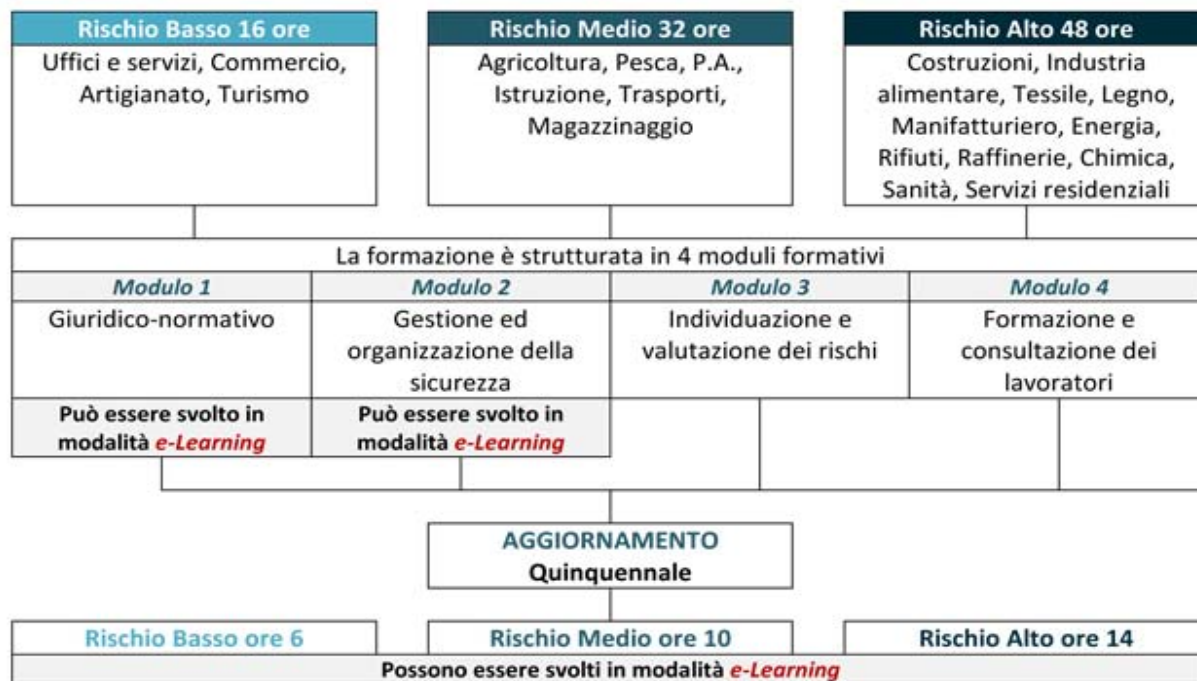 Rischio Basso 16 ore
Uffici e servizi, Commercio,
Artigianato, Turismo
Rischio Medio 32 ore
Agricoltura, Pesca, P.A.,
Istruzione, Trasporti,
Magazzinaggio
Rischio Alto 48 ore
Costruzioni, Industria
alimentare, Tessile, Legno,
Manifatturiero, Energia,
Rifiuti, Raffinerie, Chimica,
Sanità, Servizi residenziali
La formazione è strutturata in 4 moduli formativi
Modulo 1
Giuridico-normativo
Può essere svolto in
modalità e-Learning
Modulo 2
Gestione ed
organizzazione della
sicurezza
Può essere svolto in
modalità e-Learning
Modulo 3
Individuazione e
valutazione dei rischi
Modulo 4
Formazione e
consultazione dei
lavoratori
AGGIORNAMENTO
Quinquennale
Rischio Basso ore 6
Rischio Medio ore 10
Rischio Alto ore 14
Possono essere svolti in modalità e-Learning